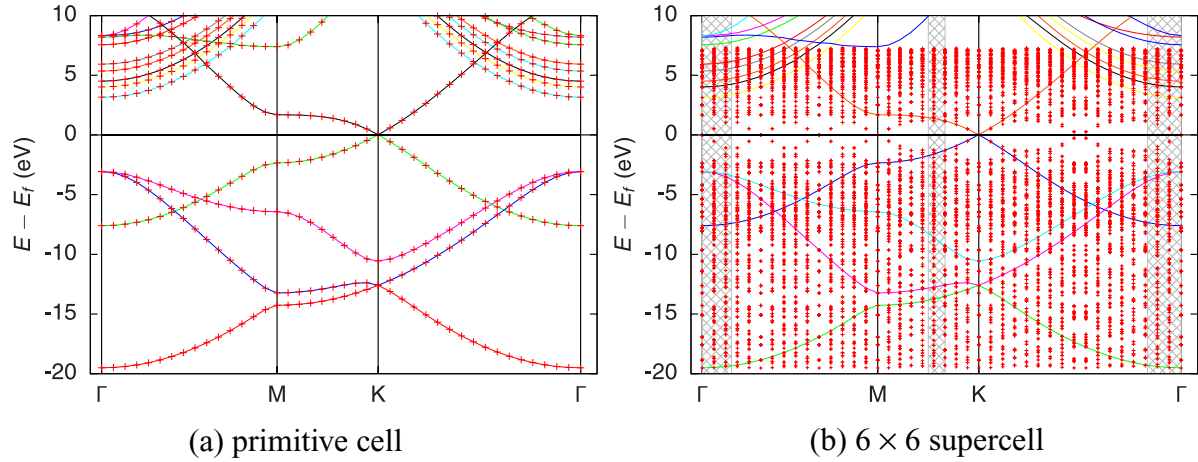 10
5
0
-5
-10
-15
-20
E − E_f (eV)
Γ M K Γ
(a) primitive cell
10
5
0
-5
-10
-15
-20
E − E_f (eV)
Γ M K Γ
(b) 6 × 6 supercell